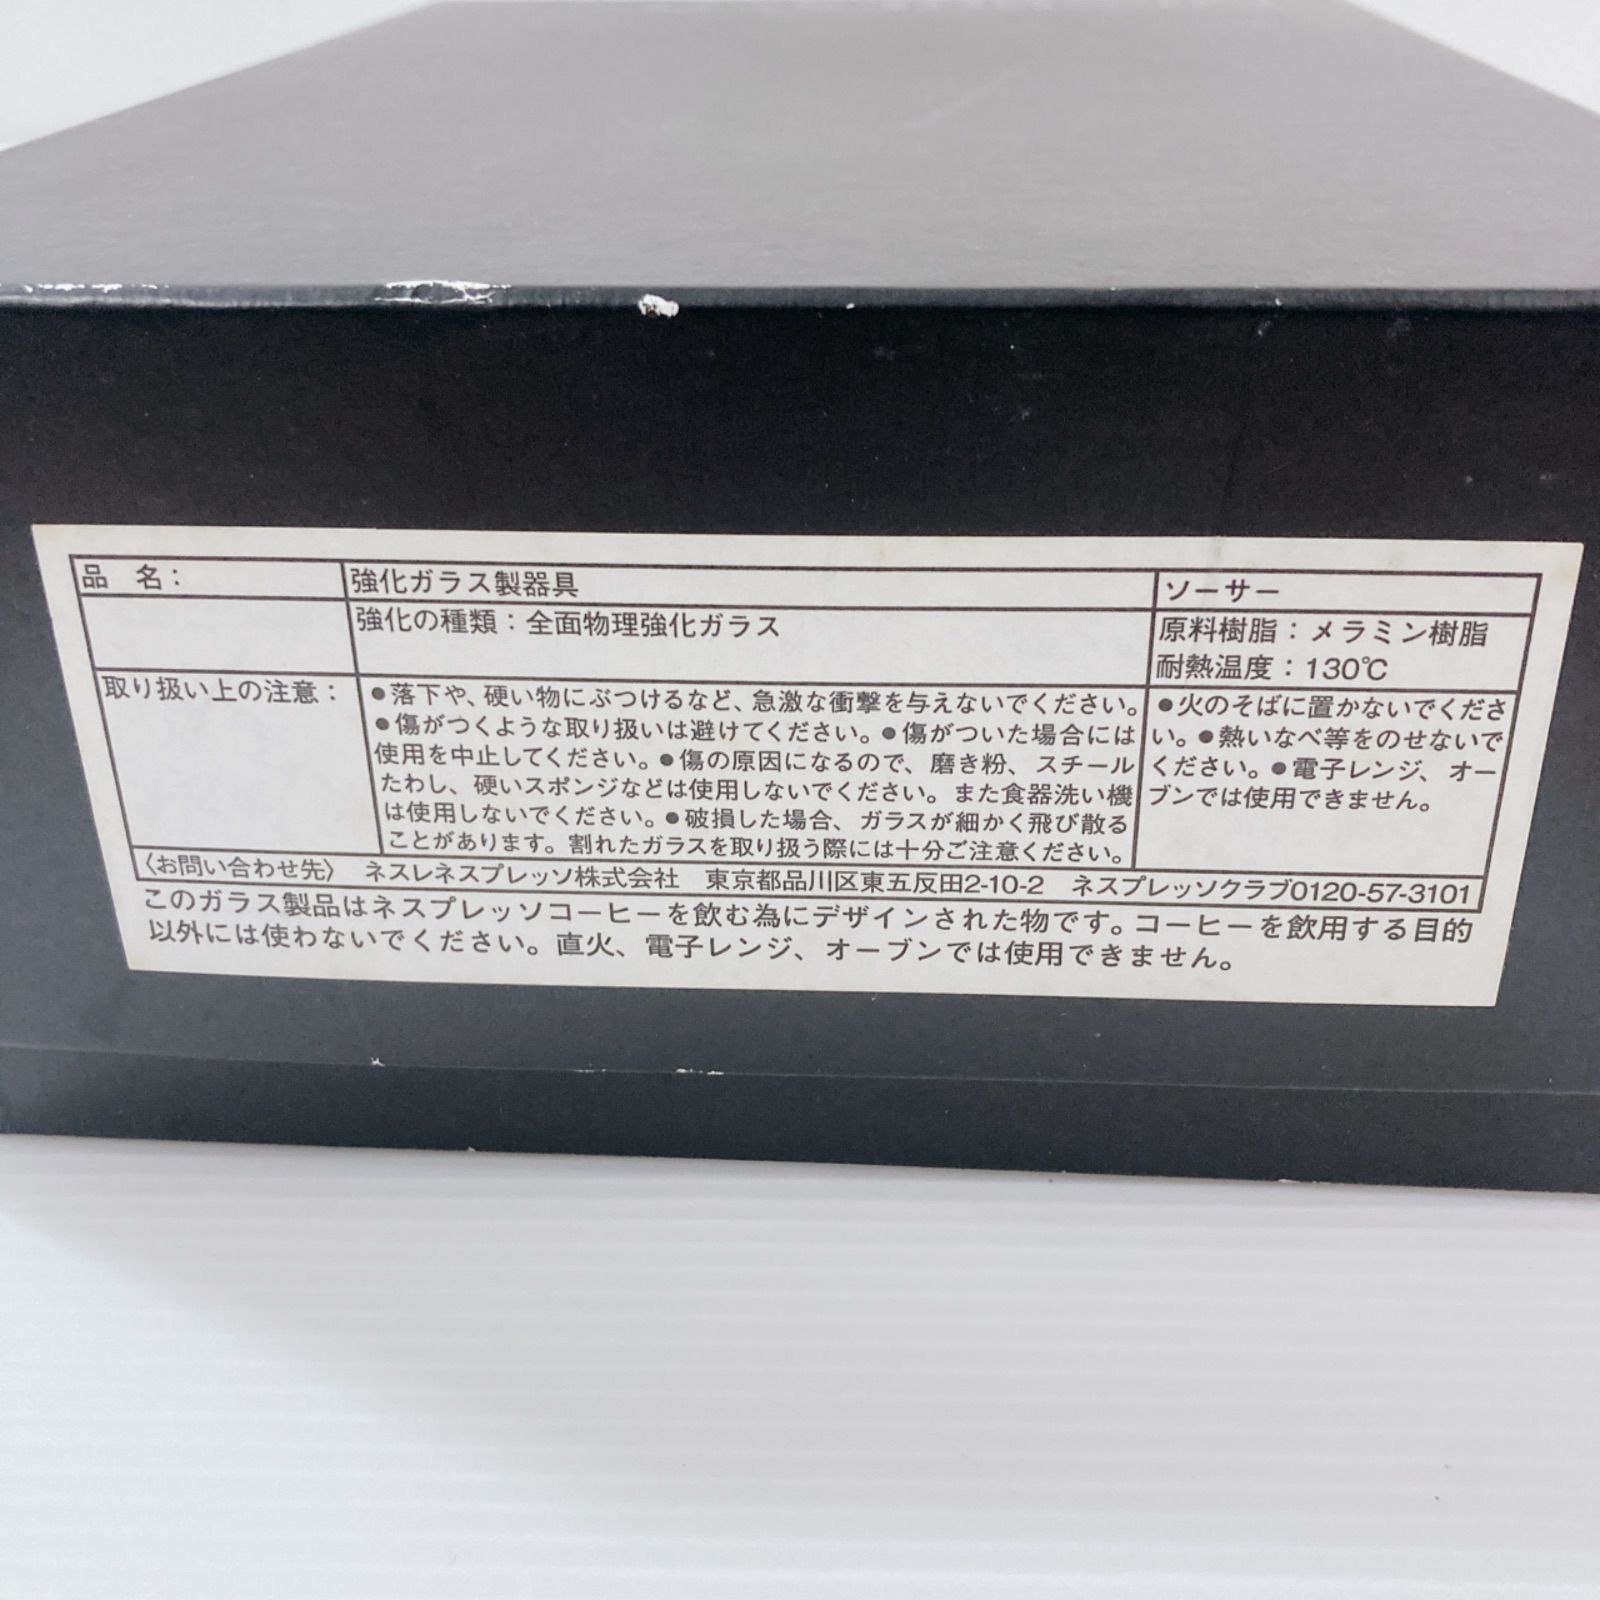 品 名： 強化ガラス製器具 ソーサー
強化の種類：全面物理強化ガラス
原料樹脂：メラミン樹脂
耐熱温度：130℃
取り扱い上の注意：
●落下や、硬い物にぶつけるなど、急激な衝撃を与えないでください。
●傷がつくような取り扱いは避けてください。●傷がついた場合には
使用を中止してください。●傷の原因になるので、磨き粉、スチール
たわし、硬いスポンジなどは使用しないでください。また食器洗い機
は使用しないでください。●破損した場合、ガラスが細かく飛び散る
ことがあります。割れたガラスを取り扱う際には十分ご注意ください。
●火のそばに置かないでくださ
い。●熱いなべ等をのせないで
ください。●電子レンジ、オー
ブンでは使用できません。
〈お問い合わせ先〉 ネスレネスプレッソ株式会社 東京都品川区東五反田2-10-2 ネスプレッソクラブ0120-57-3101
このガラス製品はネスプレッソコーヒーを飲む為にデザインされた物です。コーヒーを飲用する目的
以外には使わないでください。直火、電子レンジ、オーブンでは使用できません。